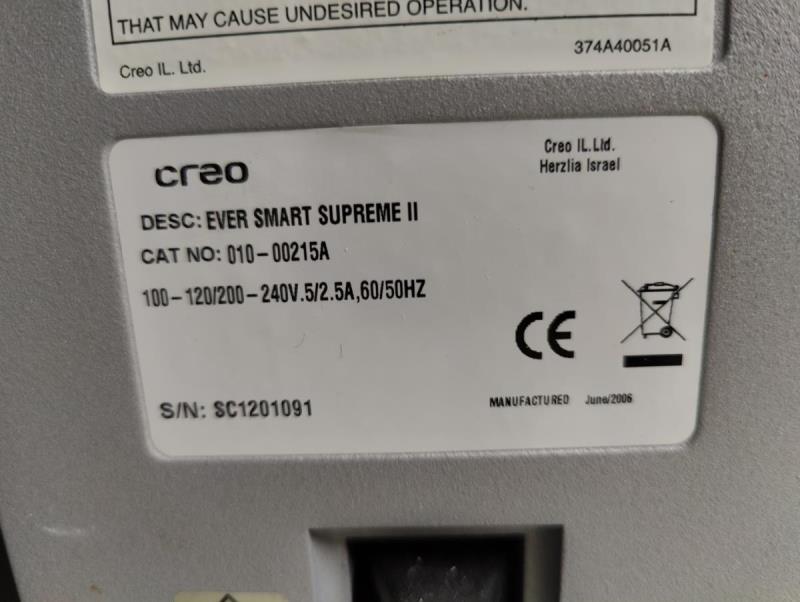 THAT MAY CAUSE UNDESIRED OPERATION.
Creo IL. Ltd.
374A40051A
creo
Creo IL.Ltd.
Herzlia Israel
DESC: EVER SMART SUPREME II
CAT NO: 010-00215A
100-120/200-240V.5/2.5A,60/50HZ
CE
S/N: SC1201091
MANUFACTURED June/2006